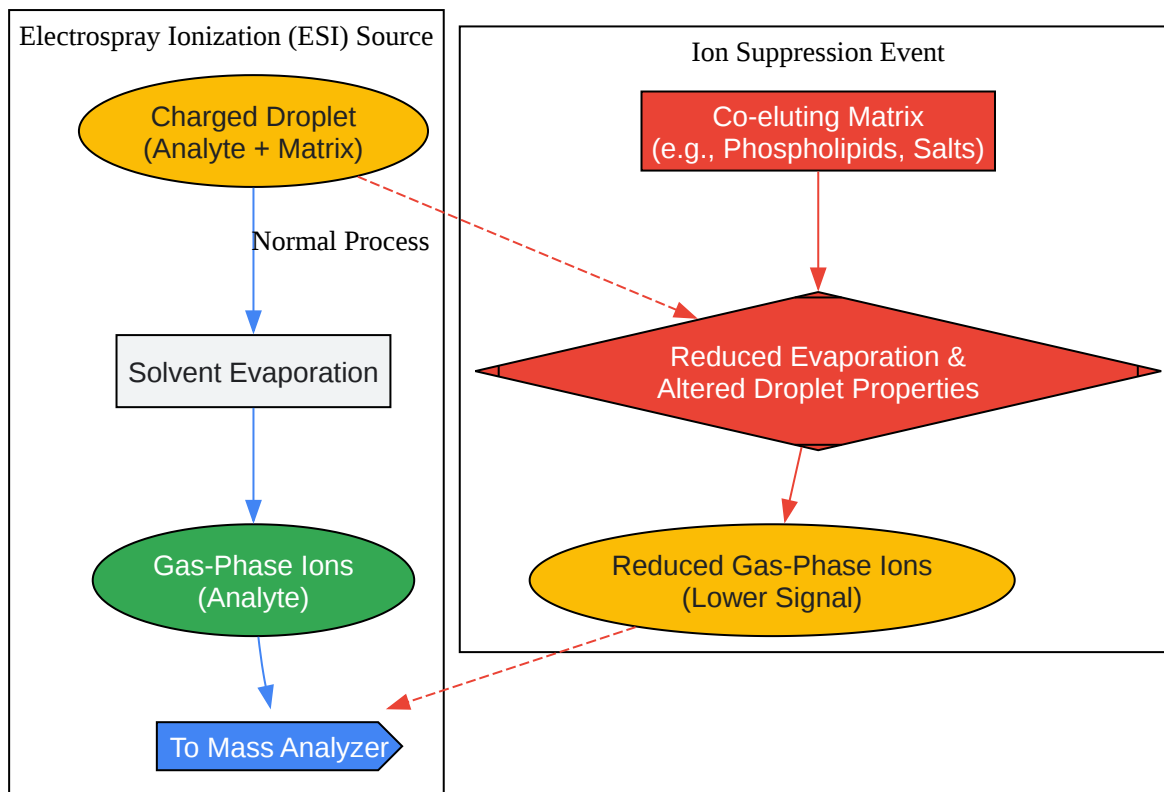 Electrospray Ionization (ESI) Source
Charged Droplet
(Analyte + Matrix)
Normal Process
Solvent Evaporation
Gas-Phase Ions
(Analyte)
To Mass Analyzer
Ion Suppression Event
Co-eluting Matrix
(e.g., Phospholipids, Salts)
Reduced Evaporation &
Altered Droplet Properties
Reduced Gas-Phase Ions
(Lower Signal)